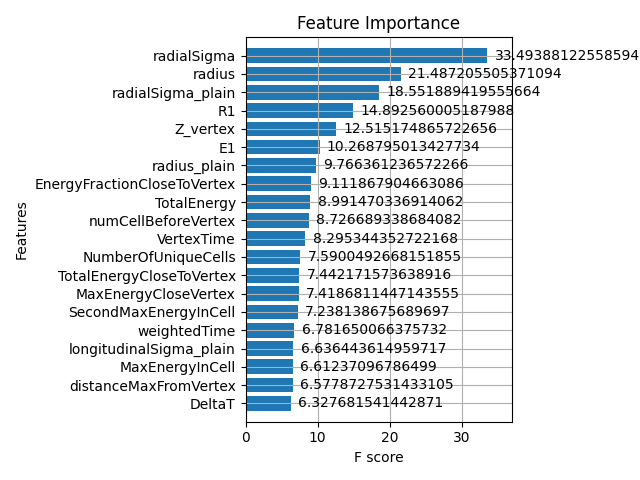 Feature Importance
radialSigma 33.49388122558594
radius 21.487205505371094
radialSigma_plain 18.551889419555664
R1 14.892560005187988
Z_vertex 12.515174865722656
E1 10.268795013427734
radius_plain 9.766361236572266
EnergyFractionCloseToVertex 9.111867904663086
TotalEnergy 8.991470336914062
numCellBeforeVertex 8.726689338684082
VertexTime 8.295344352722168
NumberOfUniqueCells 7.5900492668151855
TotalEnergyCloseToVertex 7.442171573638916
MaxEnergyCloseVertex 7.4186811447143555
SecondMaxEnergyInCell 7.238138675689697
weightedTime 6.781650066375732
longitudinalSigma_plain 6.636443614959717
MaxEnergyInCell 6.61237096786499
distanceMaxFromVertex 6.5778727531433105
DeltaT 6.327681541442871
0 10 20 30
F score
Features